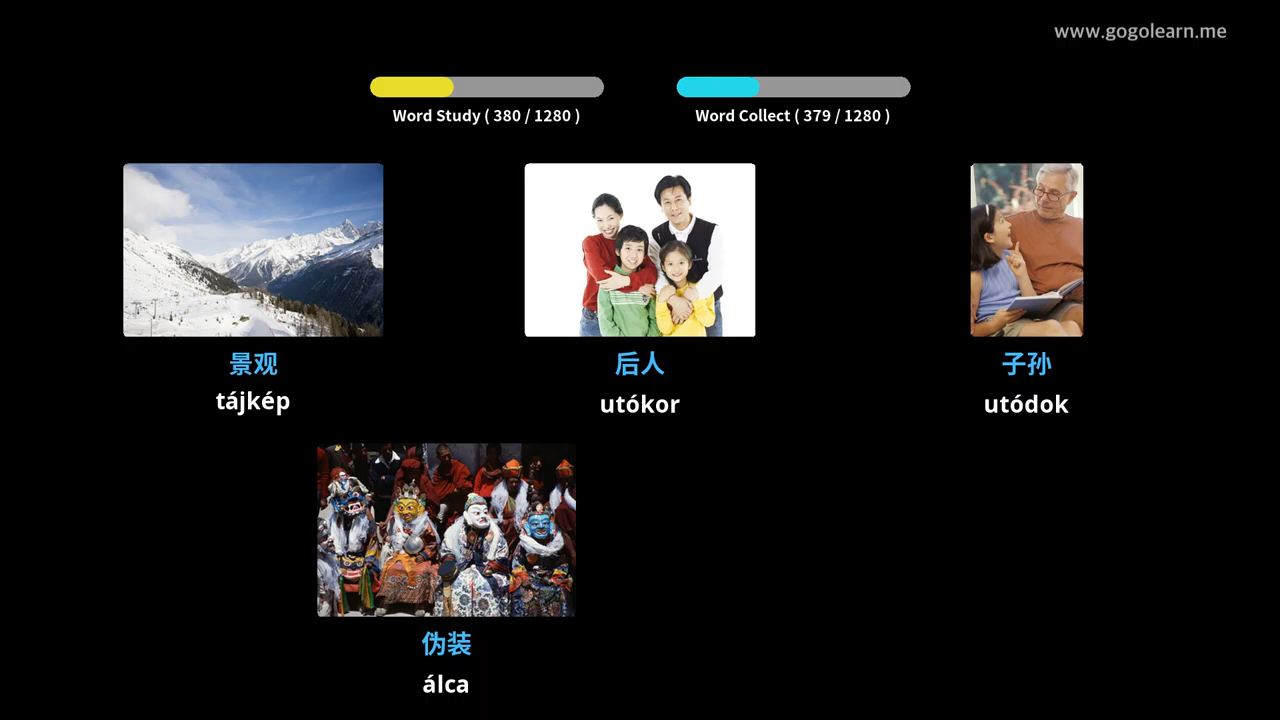 www.gogolearn.me
Word Study ( 380 / 1280 )
Word Collect ( 379 / 1280 )
景观
tájkép
后人
utókor
子孙
utódok
伪装
álca